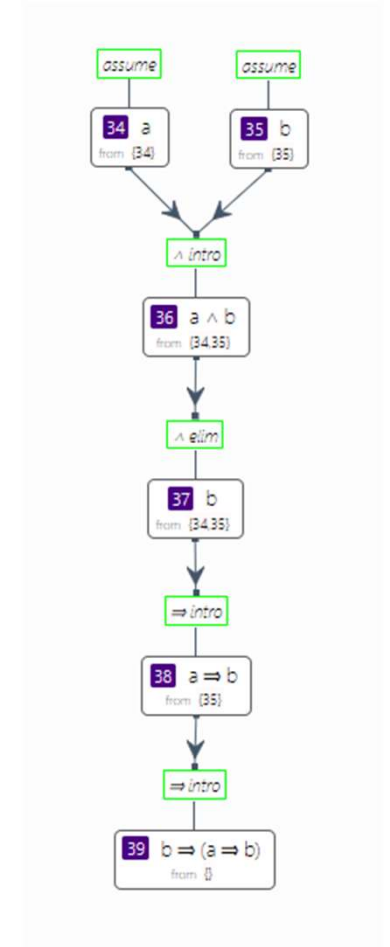 assume
assume
34 a
from {34}
35 b
from {35}
∧ intro
36 a ∧ b
from {34,35}
∧ elim
37 b
from {34,35}
⇒ intro
38 a ⇒ b
from {35}
⇒ intro
39 b ⇒ (a ⇒ b)
from {}